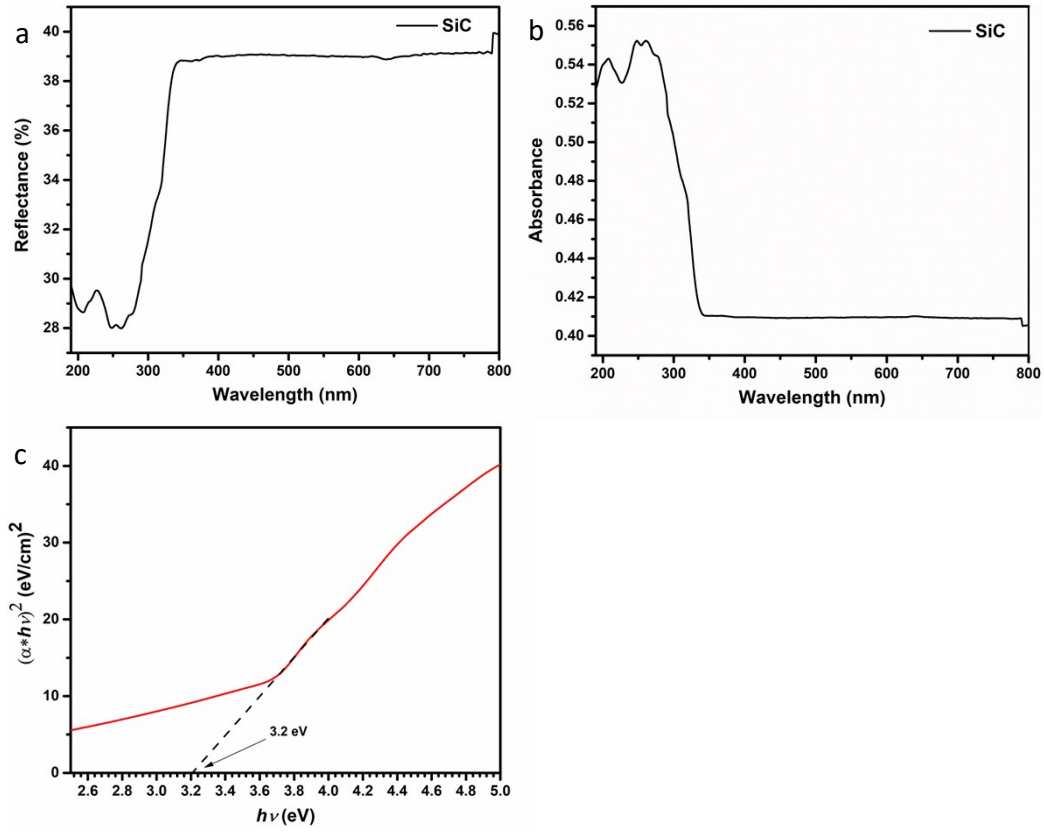 a
SiC
Reflectance (%)
40
38
36
34
32
30
28
200 300 400 500 600 700 800
Wavelength (nm)
b
SiC
Absorbance
0.56
0.54
0.52
0.50
0.48
0.46
0.44
0.42
0.40
200 300 400 500 600 700 800
Wavelength (nm)
c
(α*hν)² (eV/cm)²
40
30
20
10
0
3.2 eV
2.6 2.8 3.0 3.2 3.4 3.6 3.8 4.0 4.2 4.4 4.6 4.8 5.0
hν (eV)